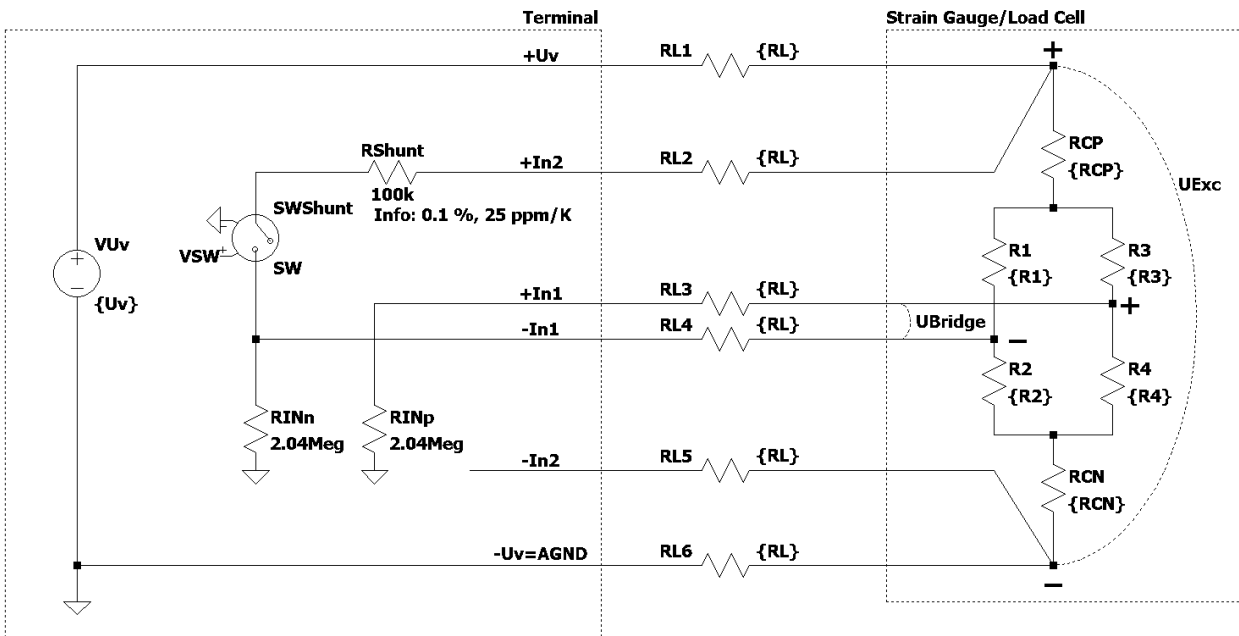 Terminal
Strain Gauge/Load Cell
+Uv
RL1
{RL}
+
RShunt
100k
Info: 0.1 %, 25 ppm/K
+In2
RL2
{RL}
RCP
{RCP}
UExc
SWShunt
VSW
+
SW
VUv
+
−
{Uv}
R1
{R1}
R3
{R3}
+In1
RL3
{RL}
+
-In1
RL4
{RL}
UBridge
−
RINn
2.04Meg
RINp
2.04Meg
R2
{R2}
R4
{R4}
-In2
RL5
{RL}
RCN
{RCN}
-Uv=AGND
RL6
{RL}
−